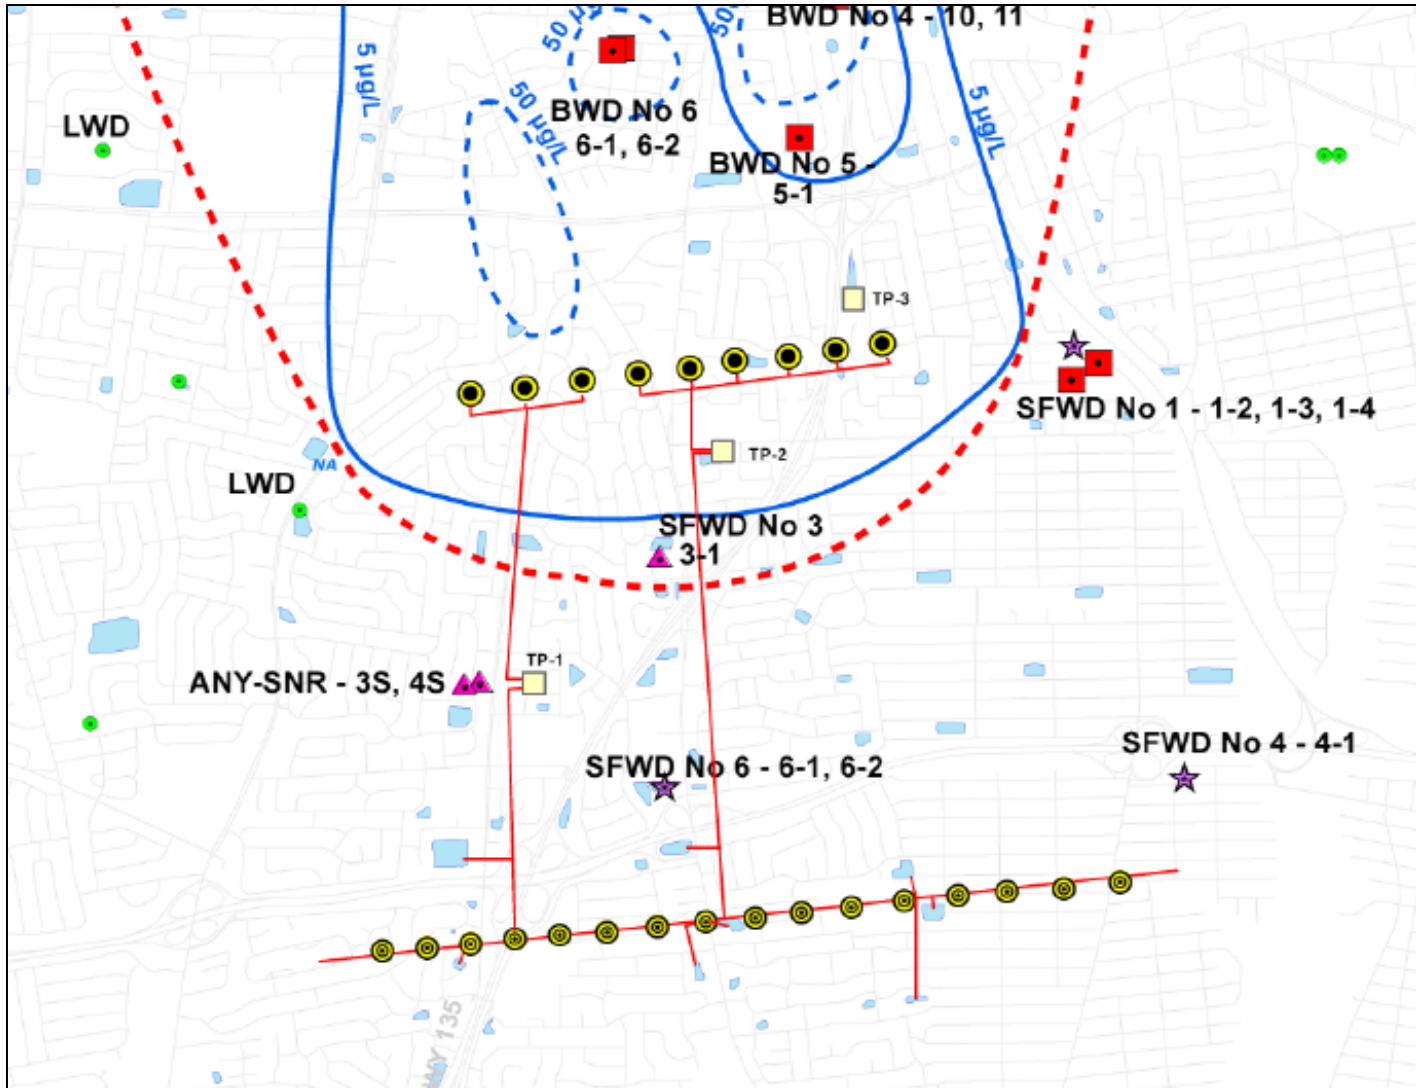 50 µg
50
BWD No 4 - 10, 11
5 µg/L
50 µg/L
BWD No 6
6-1, 6-2
5 µg/L
LWD
BWD No 5 -
5-1
TP-3
SFWD No 1 - 1-2, 1-3, 1-4
NA
TP-2
LWD
SFWD No 3
3-1
TP-1
ANY-SNR - 3S, 4S
SFWD No 4 - 4-1
SFWD No 6 - 6-1, 6-2
WY 135